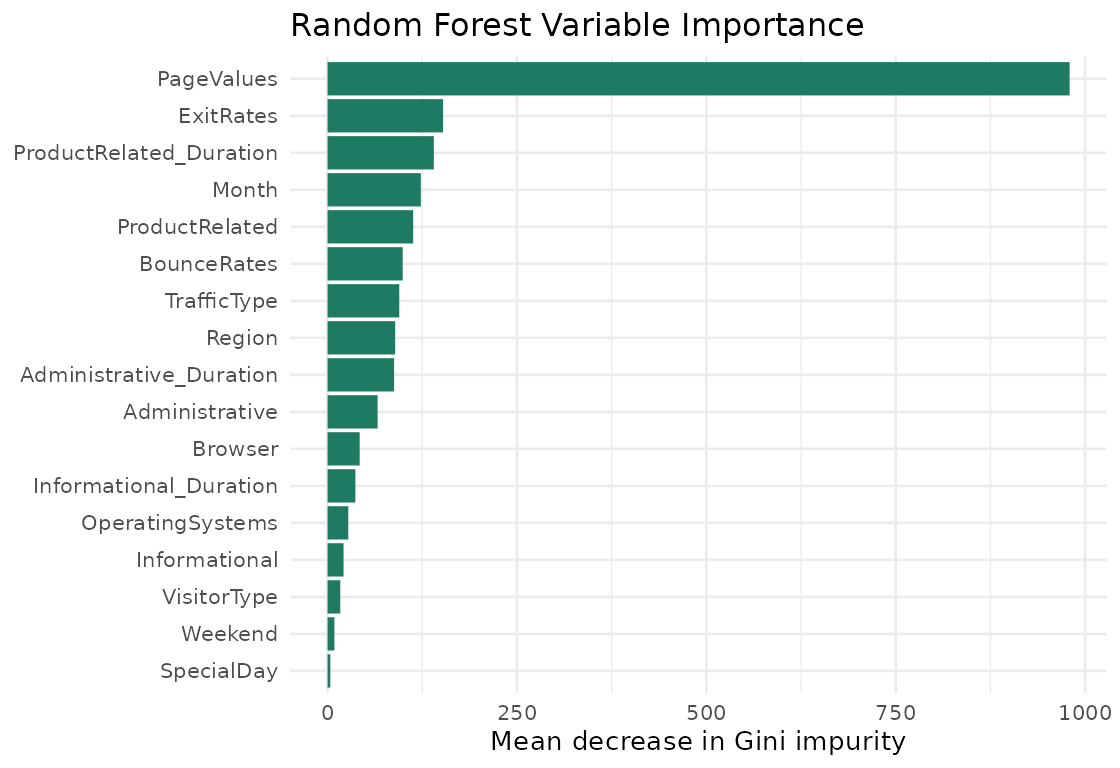 Random Forest Variable Importance
PageValues
ExitRates
ProductRelated_Duration
Month
ProductRelated
BounceRates
TrafficType
Region
Administrative_Duration
Administrative
Browser
Informational_Duration
OperatingSystems
Informational
VisitorType
Weekend
SpecialDay
0 250 500 750 1000
Mean decrease in Gini impurity